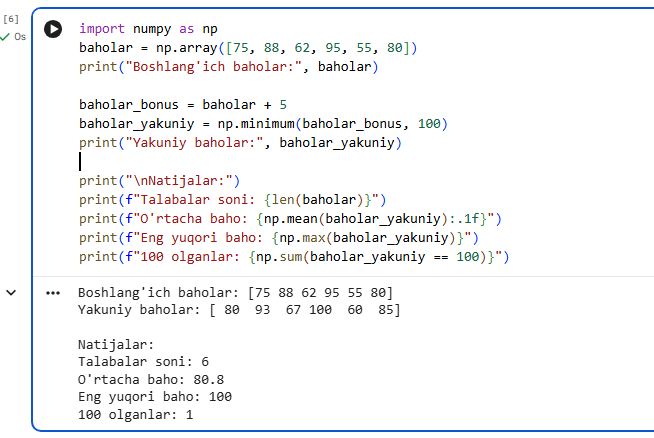 [6]
0s
import numpy as np
baholar = np.array([75, 88, 62, 95, 55, 80])
print("Boshlang'ich baholar:", baholar)
baholar_bonus = baholar + 5
baholar_yakuniy = np.minimum(baholar_bonus, 100)
print("Yakuniy baholar:", baholar_yakuniy)
print("\nNatijalar:")
print(f"Talabalar soni: {len(baholar)}")
print(f"O'rtacha baho: {np.mean(baholar_yakuniy):.1f}")
print(f"Eng yuqori baho: {np.max(baholar_yakuniy)}")
print(f"100 olganlar: {np.sum(baholar_yakuniy == 100)}")
Boshlang'ich baholar: [75 88 62 95 55 80]
Yakuniy baholar: [ 80  93  67 100  60  85]
Natijalar:
Talabalar soni: 6
O'rtacha baho: 80.8
Eng yuqori baho: 100
100 olganlar: 1